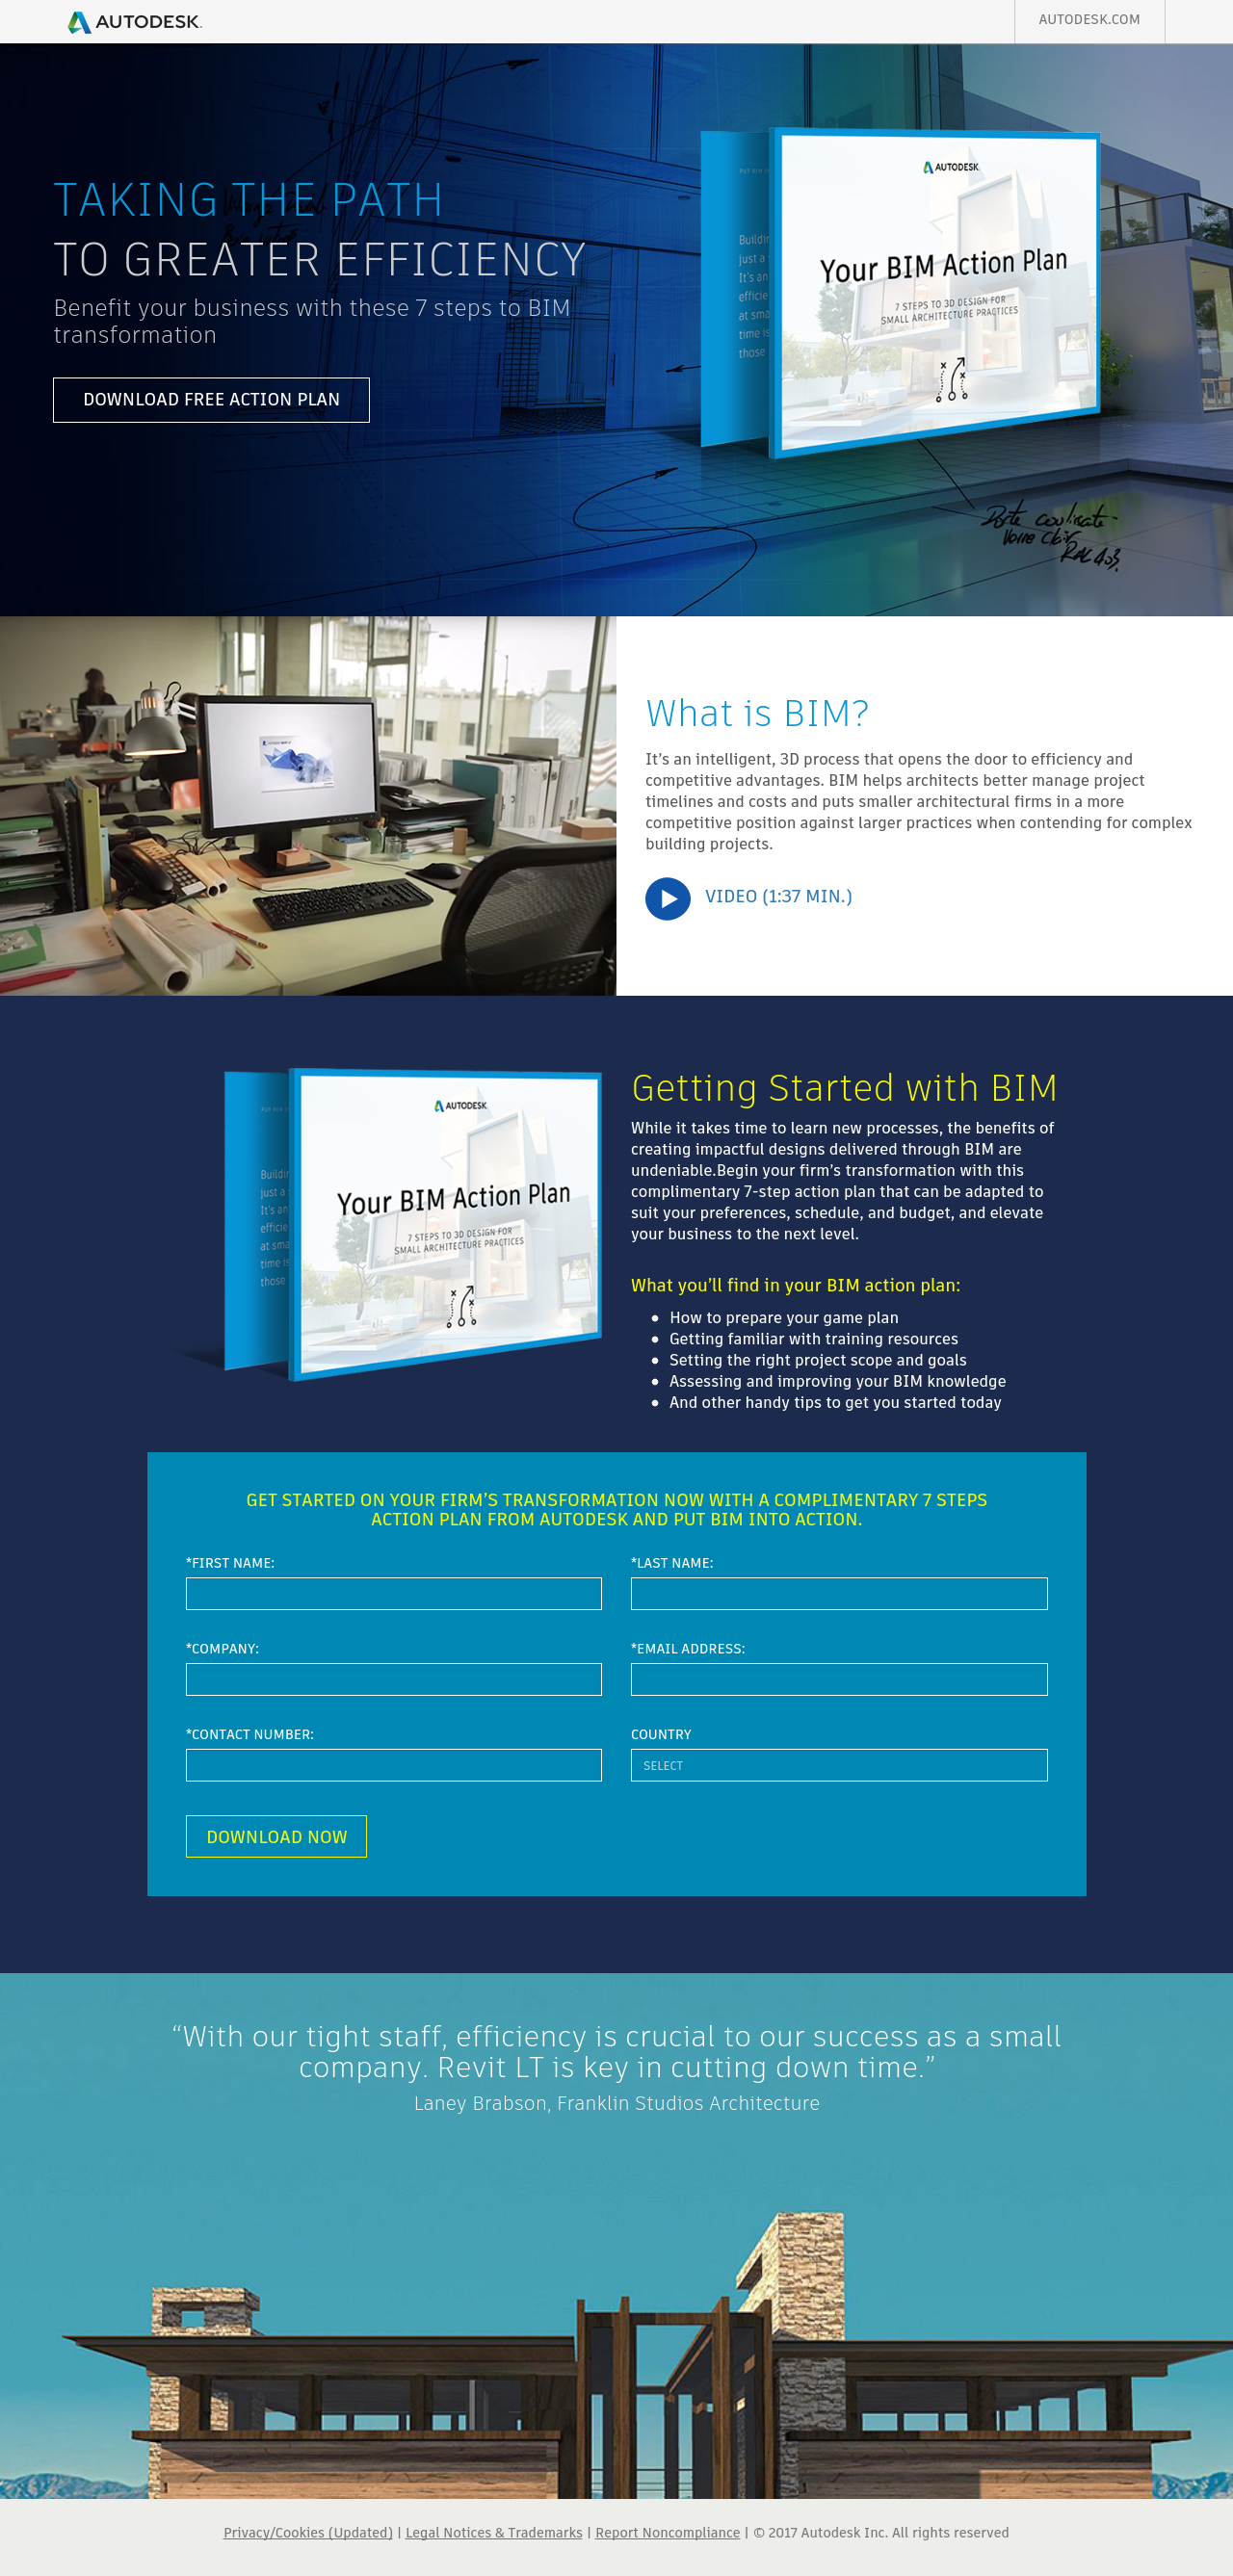 AUTODESK.
AUTODESK.COM
TAKING THE PATH
TO GREATER EFFICIENCY
Benefit your business with these 7 steps to BIM
transformation
DOWNLOAD FREE ACTION PLAN
AUTODESK
Your BIM Action Plan
7 STEPS TO 3D DESIGN FOR
SMALL ARCHITECTURE PRACTICES
What is BIM?
It’s an intelligent, 3D process that opens the door to efficiency and
competitive advantages. BIM helps architects better manage project
timelines and costs and puts smaller architectural firms in a more
competitive position against larger practices when contending for complex
building projects.
VIDEO (1:37 MIN.)
AUTODESK
Your BIM Action Plan
7 STEPS TO 3D DESIGN FOR
SMALL ARCHITECTURE PRACTICES
Getting Started with BIM
While it takes time to learn new processes, the benefits of
creating impactful designs delivered through BIM are
undeniable.Begin your firm’s transformation with this
complimentary 7-step action plan that can be adapted to
suit your preferences, schedule, and budget, and elevate
your business to the next level.
What you’ll find in your BIM action plan:
• How to prepare your game plan
• Getting familiar with training resources
• Setting the right project scope and goals
• Assessing and improving your BIM knowledge
• And other handy tips to get you started today
GET STARTED ON YOUR FIRM’S TRANSFORMATION NOW WITH A COMPLIMENTARY 7 STEPS
ACTION PLAN FROM AUTODESK AND PUT BIM INTO ACTION.
*FIRST NAME:
*LAST NAME:
*COMPANY:
*EMAIL ADDRESS:
*CONTACT NUMBER:
COUNTRY
SELECT
DOWNLOAD NOW
“With our tight staff, efficiency is crucial to our success as a small
company. Revit LT is key in cutting down time.”
Laney Brabson, Franklin Studios Architecture
Privacy/Cookies (Updated) | Legal Notices & Trademarks | Report Noncompliance | © 2017 Autodesk Inc. All rights reserved